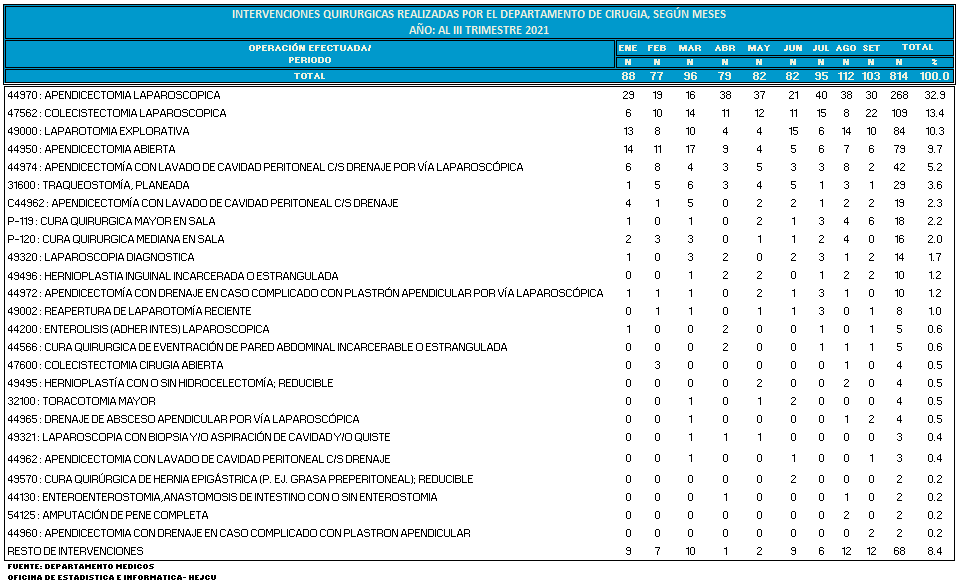 INTERVENCIONES QUIRURGICAS REALIZADAS POR EL DEPARTAMENTO DE CIRUGIA, SEGÚN MESES
AÑO: AL III TRIMESTRE 2021
OPERACIÓN EFECTUADA/ ENE FEB MAR ABR MAY JUN JUL AGO SET TOTAL
PERIODO N N N N N N N N N N %
TOTAL 88 77 96 79 82 82 95 112 103 814 100.0
44970 : APENDICECTOMIA LAPAROSCOPICA 29 19 16 38 37 21 40 38 30 268 32.9
47562 : COLECISTECTOMIA LAPAROSCOPICA 6 10 14 11 12 11 15 8 22 109 13.4
49000 : LAPAROTOMIA EXPLORATIVA 13 8 10 4 4 15 6 14 10 84 10.3
44950 : APENDICECTOMIA ABIERTA 14 11 17 9 4 5 6 7 6 79 9.7
44974 : APENDICECTOMÍA CON LAVADO DE CAVIDAD PERITONEAL C/S DRENAJE POR VÍA LAPAROSCÓPICA 6 8 4 3 5 3 3 8 2 42 5.2
31600 : TRAQUEOSTOMÍA, PLANEADA 1 5 6 3 4 5 1 3 1 29 3.6
C44962 : APENDICECTOMÍA CON LAVADO DE CAVIDAD PERITONEAL C/S DRENAJE 4 1 5 0 2 2 1 2 2 19 2.3
P-119 : CURA QUIRURGICA MAYOR EN SALA 1 0 1 0 2 1 3 4 6 18 2.2
P-120 : CURA QUIRURGICA MEDIANA EN SALA 2 3 3 0 1 1 2 4 0 16 2.0
49320 : LAPAROSCOPIA DIAGNOSTICA 1 0 3 2 0 2 3 1 2 14 1.7
49496 : HERNIOPLASTIA INGUINAL INCARCERADA O ESTRANGULADA 0 0 1 2 2 0 1 2 2 10 1.2
44972 : APENDICECTOMÍA CON DRENAJE EN CASO COMPLICADO CON PLASTRÓN APENDICULAR POR VÍA LAPAROSCÓPICA 1 1 1 0 2 1 3 1 0 10 1.2
49002 : REAPERTURA DE LAPAROTOMÍA RECIENTE 0 1 1 0 1 1 3 0 1 8 1.0
44200 : ENTEROLISIS (ADHER INTES) LAPAROSCOPICA 1 0 0 2 0 0 1 0 1 5 0.6
44566 : CURA QUIRURGICA DE EVENTRACIÓN DE PARED ABDOMINAL INCARCERABLE O ESTRANGULADA 0 0 0 2 0 0 1 1 1 5 0.6
47600 : COLECISTECTOMIA CIRUGIA ABIERTA 0 3 0 0 0 0 0 1 0 4 0.5
49495 : HERNIOPLASTÍA CON O SIN HIDROCELECTOMÍA; REDUCIBLE 0 0 0 0 2 0 0 2 0 4 0.5
32100 : TORACOTOMIA MAYOR 0 0 1 0 1 2 0 0 0 4 0.5
44965 : DRENAJE DE ABSCESO APENDICULAR POR VÍA LAPAROSCÓPICA 0 0 1 0 0 0 0 1 2 4 0.5
49321 : LAPAROSCOPIA CON BIOPSIA Y/O ASPIRACIÓN DE CAVIDAD Y/O QUISTE 0 0 1 1 1 0 0 0 0 3 0.4
44962 : APENDICECTOMIA CON LAVADO DE CAVIDAD PERITONEAL C/S DRENAJE 0 0 1 0 0 1 0 0 1 3 0.4
49570 : CURA QUIRÚRGICA DE HERNIA EPIGÁSTRICA (P. EJ. GRASA PREPERITONEAL); REDUCIBLE 0 0 0 0 0 2 0 0 0 2 0.2
44130 : ENTEROENTEROSTOMIA,ANASTOMOSIS DE INTESTINO CON O SIN ENTEROSTOMIA 0 0 0 1 0 0 0 1 0 2 0.2
54125 : AMPUTACIÓN DE PENE COMPLETA 0 0 0 0 0 0 0 2 0 2 0.2
44960 : APENDICECTOMIA CON DRENAJE EN CASO COMPLICADO CON PLASTRON APENDICULAR 0 0 0 0 0 0 0 0 2 2 0.2
RESTO DE INTERVENCIONES 9 7 10 1 2 9 6 12 12 68 8.4
FUENTE: DEPARTAMENTO MEDICOS
OFICINA DE ESTADISTICA E INFORMATICA- HEJCU